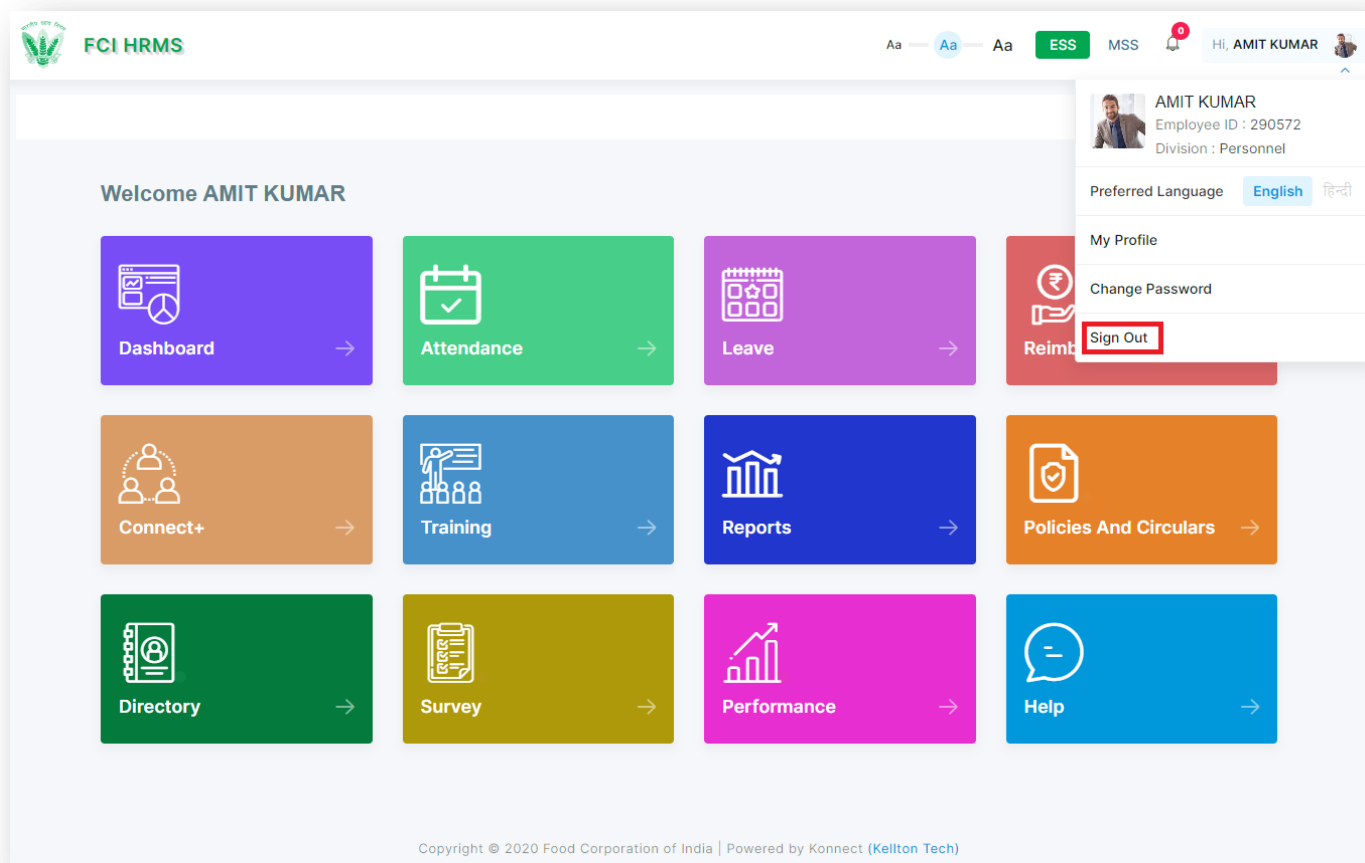 FCI HRMS
Aa Aa Aa ESS MSS 0 Hi, AMIT KUMAR
AMIT KUMAR
Employee ID : 290572
Division : Personnel
Preferred Language English हिन्दी
My Profile
Change Password
Sign Out
Welcome AMIT KUMAR
Dashboard
Attendance
Leave
Reimb
Connect+
Training
Reports
Policies And Circulars
Directory
Survey
Performance
Help
Copyright © 2020 Food Corporation of India | Powered by Konnect (Kellton Tech)